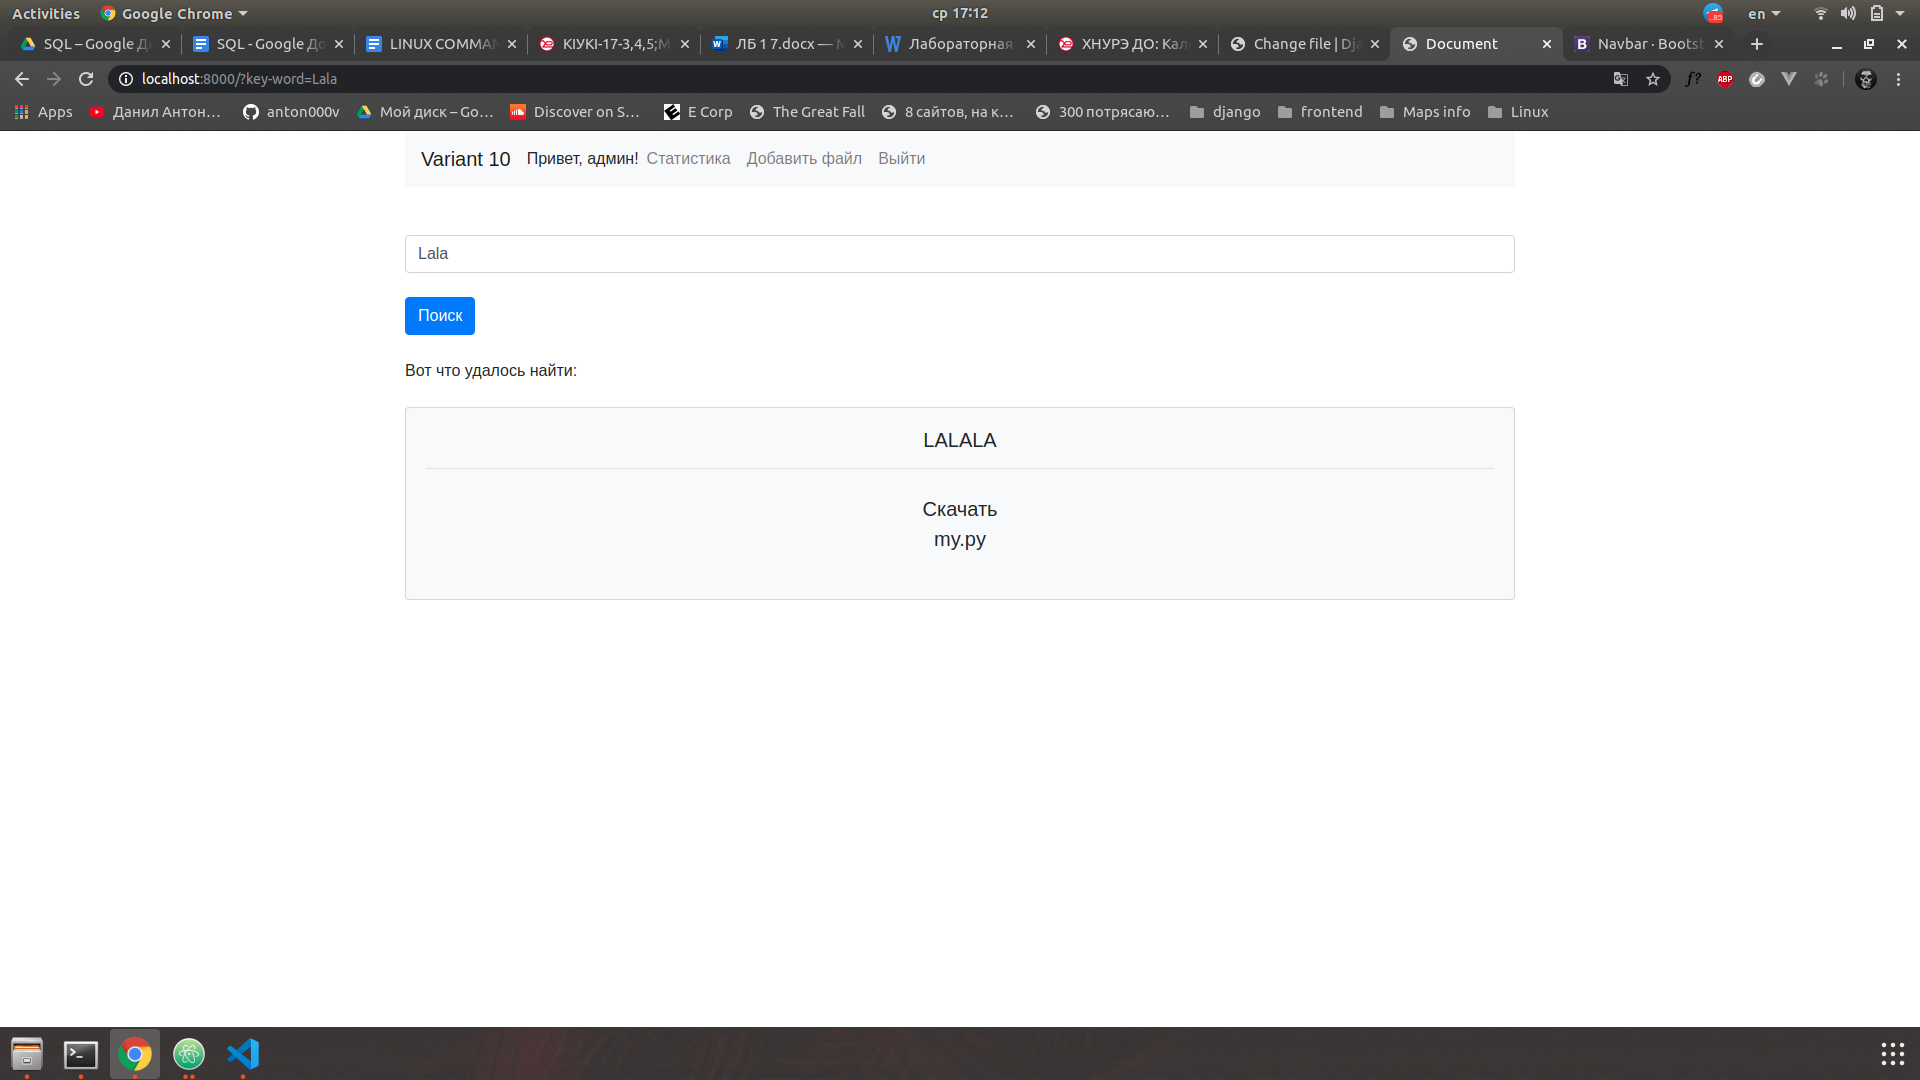 Activities Google Chrome ср 17:12 85 en
SQL – Google Ди SQL - Google До LINUX COMMAN КІУКІ-17-3,4,5;М ЛБ 1 7.docx — М Лабораторная ХНУРЭ ДО: Кал Change file | Dja Document Navbar · Bootst
localhost:8000/?key-word=Lala f? ABP
Apps Данил Антон… anton000v Мой диск – Go… Discover on S… E Corp The Great Fall 8 сайтов, на к… 300 потрясаю… django frontend Maps info Linux
Variant 10 Привет, админ! Статистика Добавить файл Выйти
Lala
Поиск
Вот что удалось найти:
LALALA
Скачать
my.py